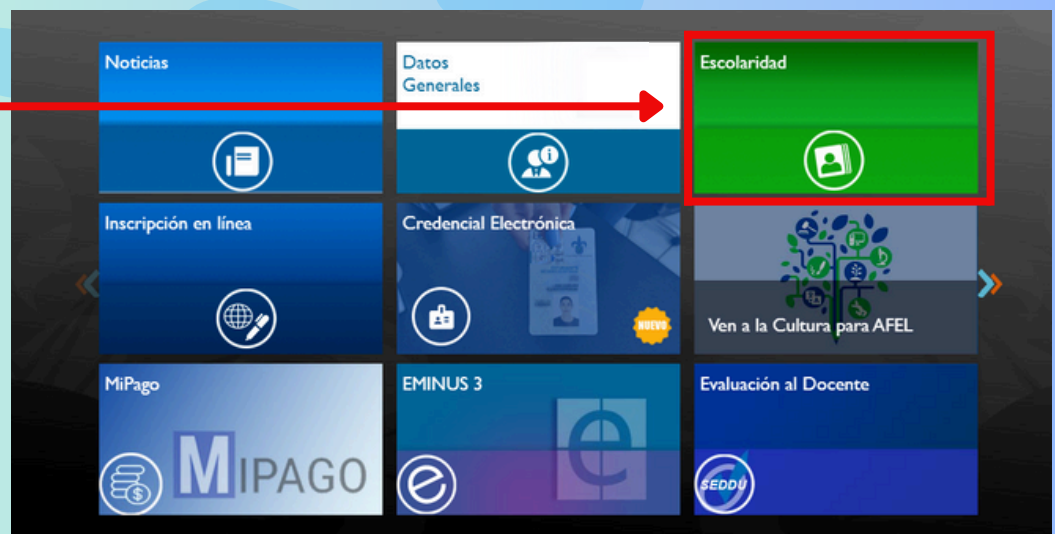 Noticias
Datos
Generales
Escolaridad
Inscripción en línea
Credencial Electrónica
NUEVO
Ven a la Cultura para AFEL
MiPago
MIPAGO
EMINUS 3
e
e
Evaluación al Docente
SEDDU